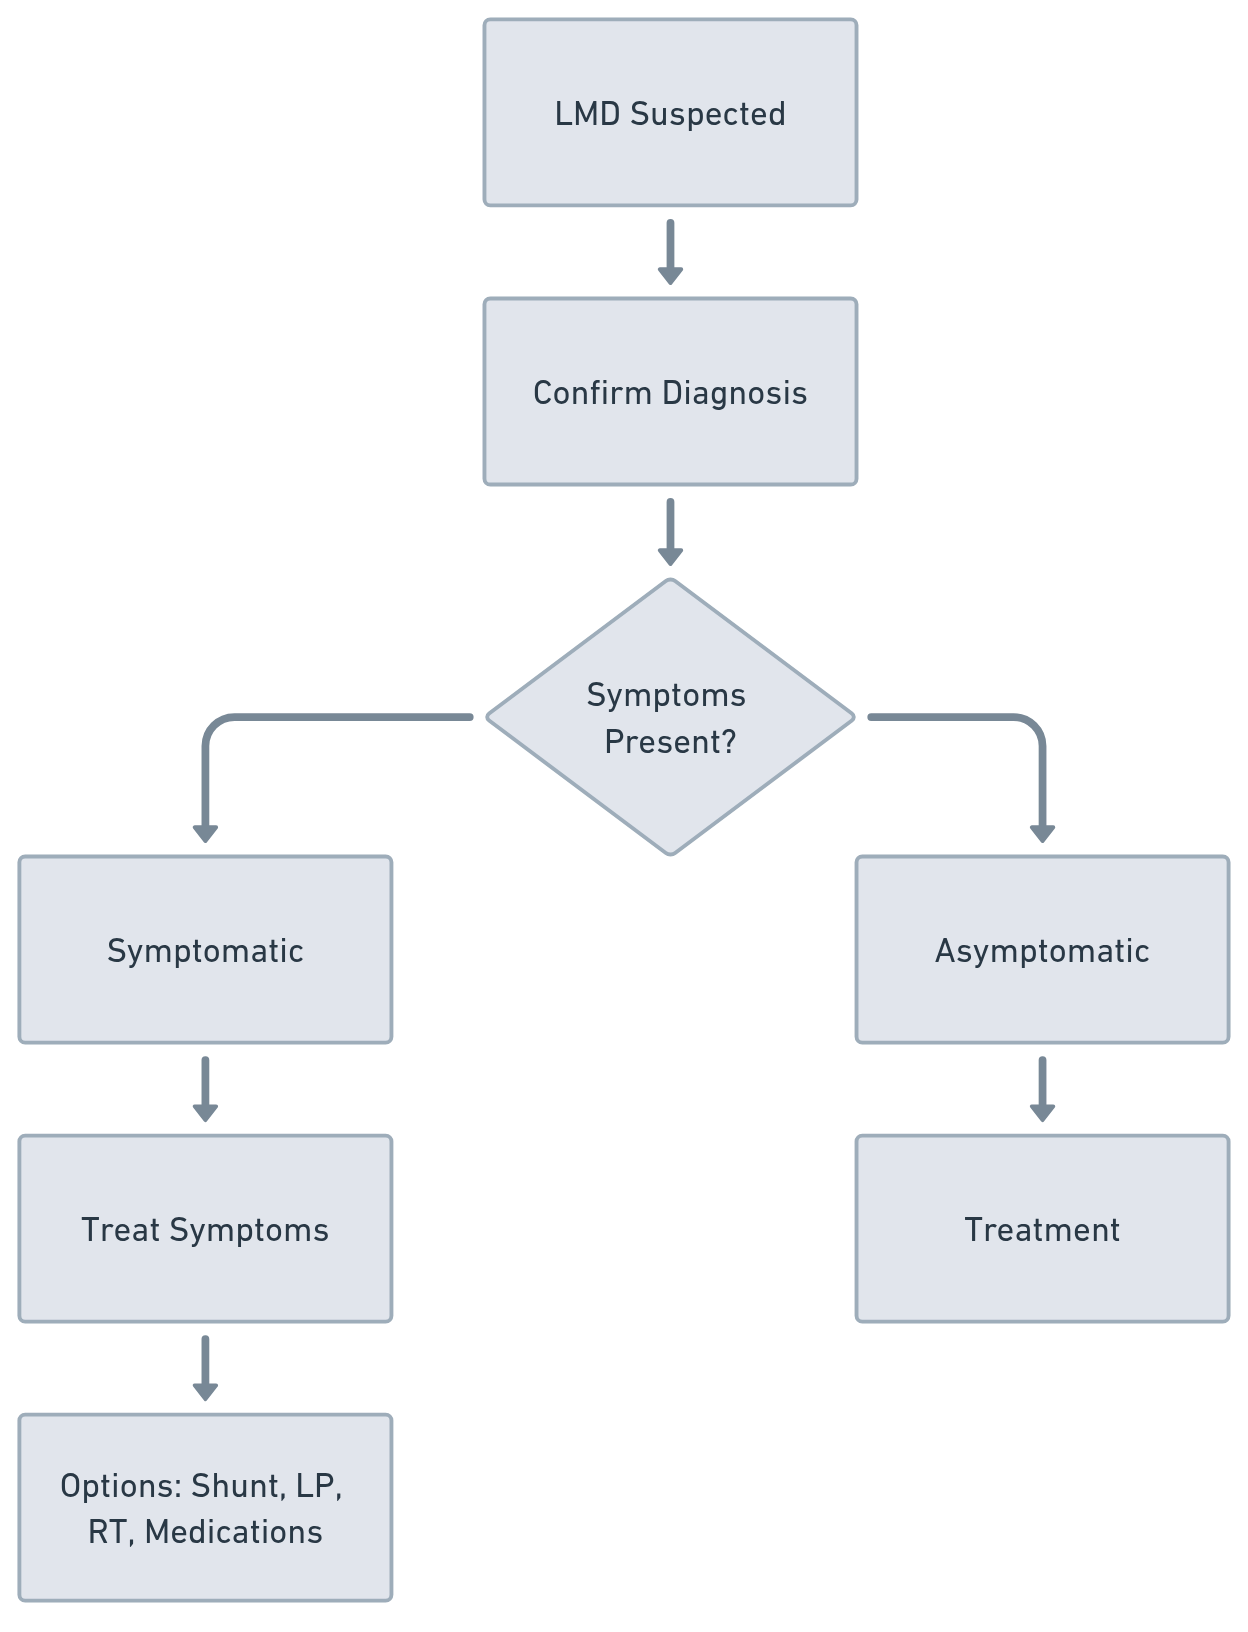 LMD Suspected
Confirm Diagnosis
Symptoms
Present?
Symptomatic
Asymptomatic
Treat Symptoms
Treatment
Options: Shunt, LP,
RT, Medications